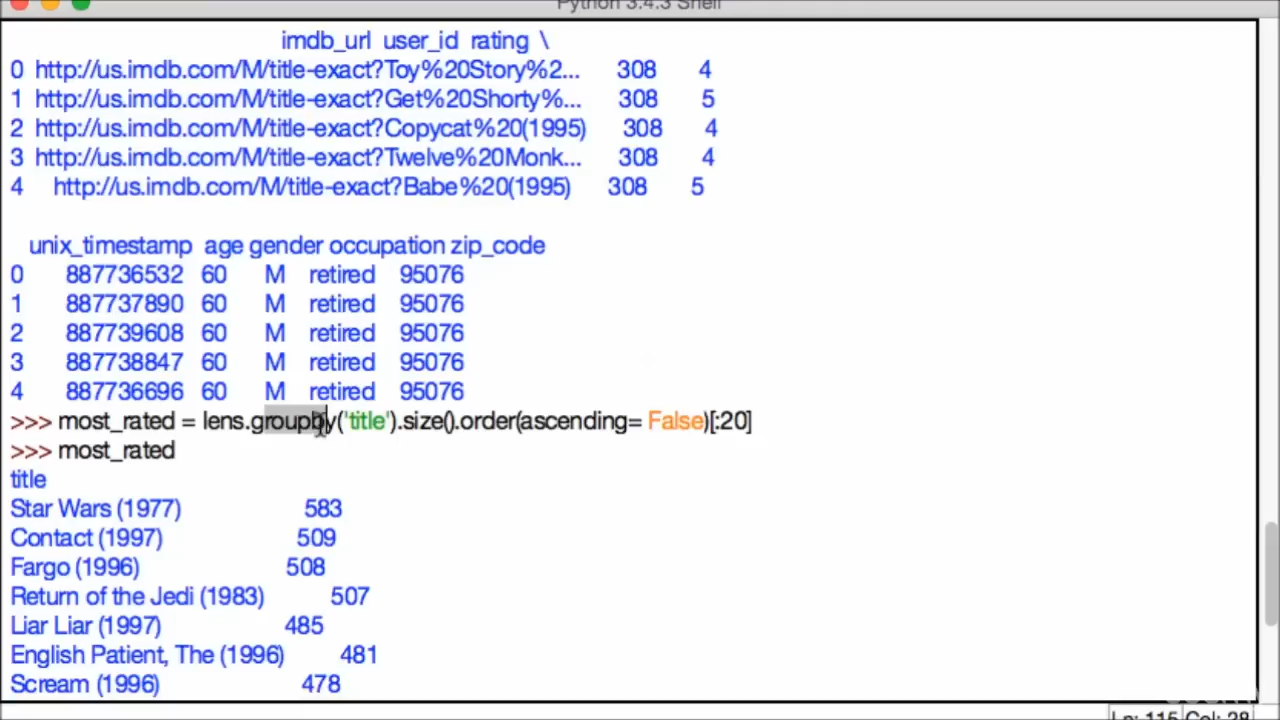 Python 3.4.3 Shell
imdb_url user_id rating \
0 http://us.imdb.com/M/title-exact?Toy%20Story%2... 308 4
1 http://us.imdb.com/M/title-exact?Get%20Shorty%... 308 5
2 http://us.imdb.com/M/title-exact?Copycat%20(1995) 308 4
3 http://us.imdb.com/M/title-exact?Twelve%20Monk... 308 4
4 http://us.imdb.com/M/title-exact?Babe%20(1995) 308 5
unix_timestamp age gender occupation zip_code
0 887736532 60 M retired 95076
1 887737890 60 M retired 95076
2 887739608 60 M retired 95076
3 887738847 60 M retired 95076
4 887736696 60 M retired 95076
>>> most_rated = lens.groupby('title').size().order(ascending= False)[:20]
>>> most_rated
title
Star Wars (1977) 583
Contact (1997) 509
Fargo (1996) 508
Return of the Jedi (1983) 507
Liar Liar (1997) 485
English Patient, The (1996) 481
Scream (1996) 478
Ln: 115 Col: 28